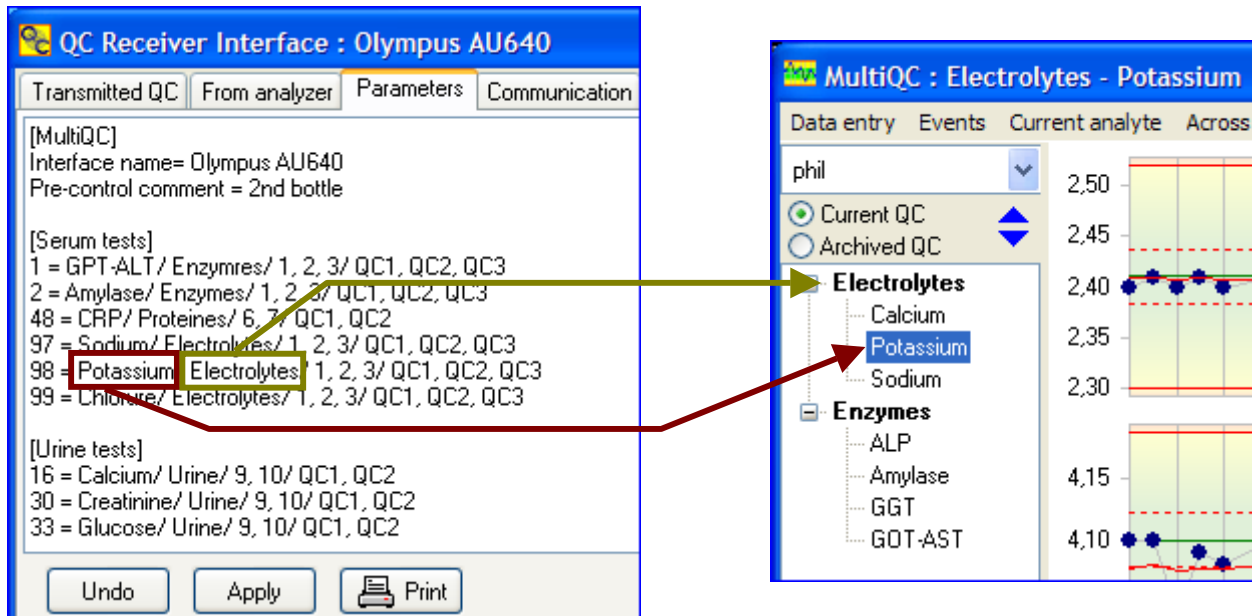 QC Receiver Interface : Olympus AU640
Transmitted QC From analyzer Parameters Communication
[MultiQC]
Interface name= Olympus AU640
Pre-control comment = 2nd bottle
[Serum tests]
1 = GPT-ALT/ Enzymres/ 1, 2, 3/ QC1, QC2, QC3
2 = Amylase/ Enzymes/ 1, 2, 3/ QC1, QC2, QC3
48 = CRP/ Proteines/ 6, 7/ QC1, QC2
97 = Sodium/ Electrolytes/ 1, 2, 3/ QC1, QC2, QC3
98 = Potassium Electrolytes/ 1, 2, 3/ QC1, QC2, QC3
99 = Chlorure/ Electrolytes/ 1, 2, 3/ QC1, QC2, QC3
[Urine tests]
16 = Calcium/ Urine/ 9, 10/ QC1, QC2
30 = Creatinine/ Urine/ 9, 10/ QC1, QC2
33 = Glucose/ Urine/ 9, 10/ QC1, QC2
Undo Apply Print
MultiQC : Electrolytes - Potassium
Data entry Events Current analyte Across
phil
Current QC
Archived QC
Electrolytes
Calcium
Potassium
Sodium
Enzymes
ALP
Amylase
GGT
GOT-AST
2,50
2,45
2,40
2,35
2,30
4,15
4,10